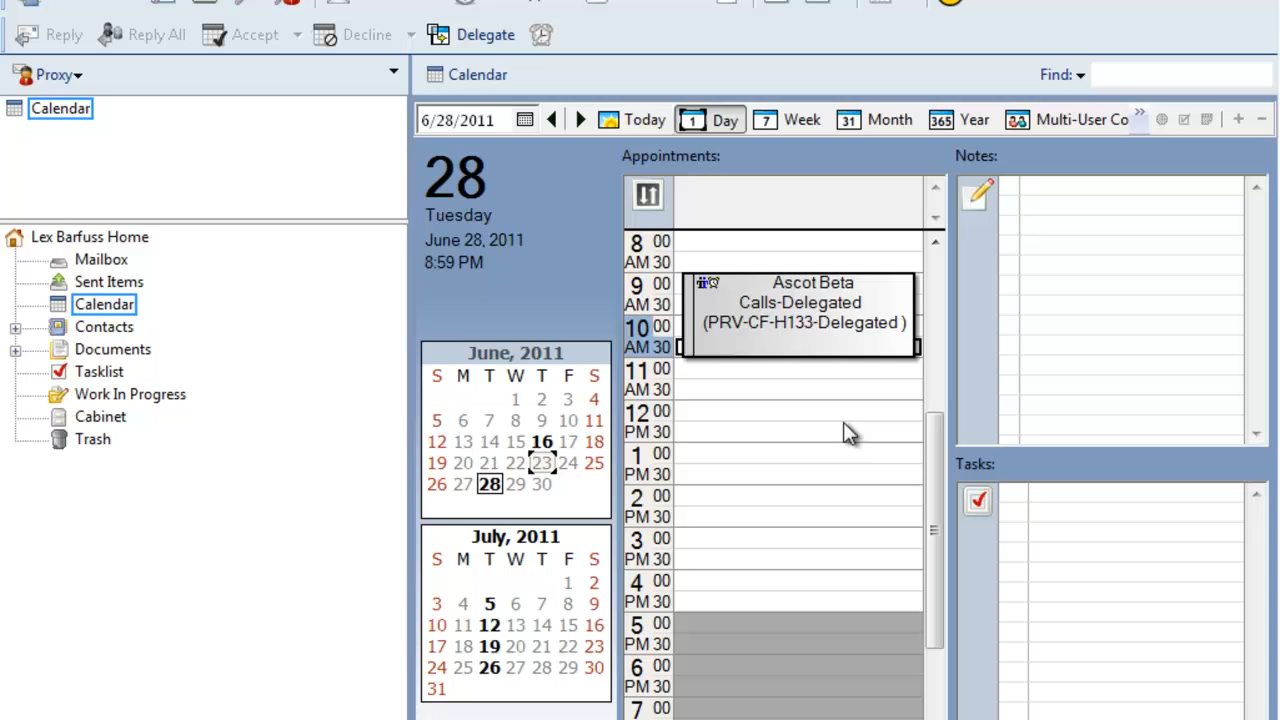 Reply Reply All Accept Decline Delegate
Proxy
Calendar
Find:
Calendar
6/28/2011 Today 1 Day 7 Week 31 Month 365 Year Multi-User Co
28
Tuesday
June 28, 2011
8:59 PM
Appointments:
8 00
AM 30
9 00
AM 30
10 00
AM 30
11 00
AM 30
12 00
PM 30
1 00
PM 30
2 00
PM 30
3 00
PM 30
4 00
PM 30
5 00
PM 30
6 00
PM 30
7 00
Ascot Beta
Calls-Delegated
(PRV-CF-H133-Delegated )
Notes:
Tasks:
Lex Barfuss Home
Mailbox
Sent Items
Calendar
Contacts
Documents
Tasklist
Work In Progress
Cabinet
Trash
June, 2011
S M T W T F S
1 2 3 4
5 6 7 8 9 10 11
12 13 14 15 16 17 18
19 20 21 22 23 24 25
26 27 28 29 30
July, 2011
S M T W T F S
1 2
3 4 5 6 7 8 9
10 11 12 13 14 15 16
17 18 19 20 21 22 23
24 25 26 27 28 29 30
31